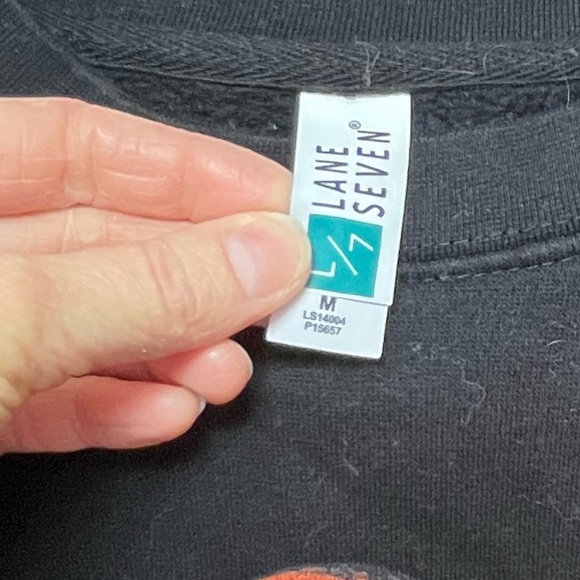 LANE
SEVEN®
L/7
M
LS14004
P15657